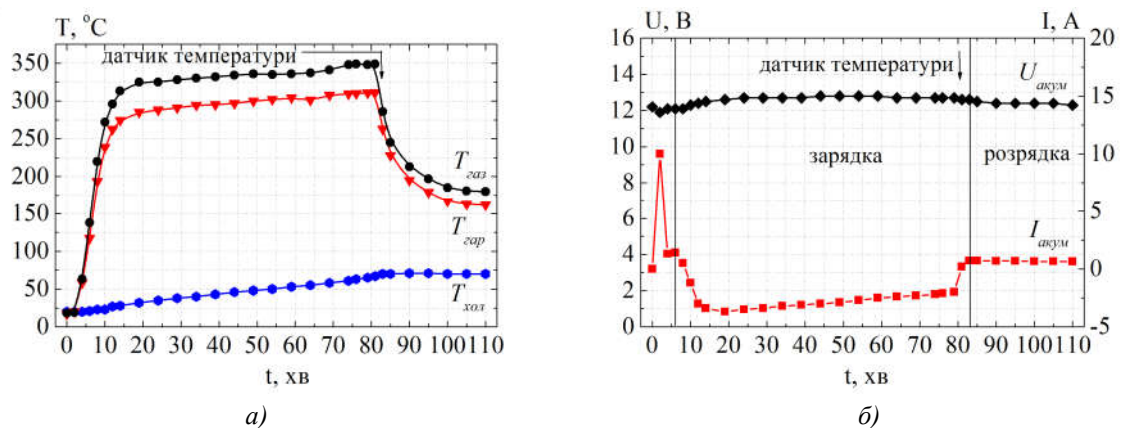 T, °C
датчик температури
350
300
250
200
150
100
50
0
T газ
T гар
T хол
0 10 20 30 40 50 60 70 80 90 100 110
t, хв
а)
U, В
I, А
16
14
12
10
8
6
4
2
0
датчик температури
U акум
зарядка
розрядка
I акум
20
15
10
5
0
-5
0 10 20 30 40 50 60 70 80 90 100 110
t, хв
б)